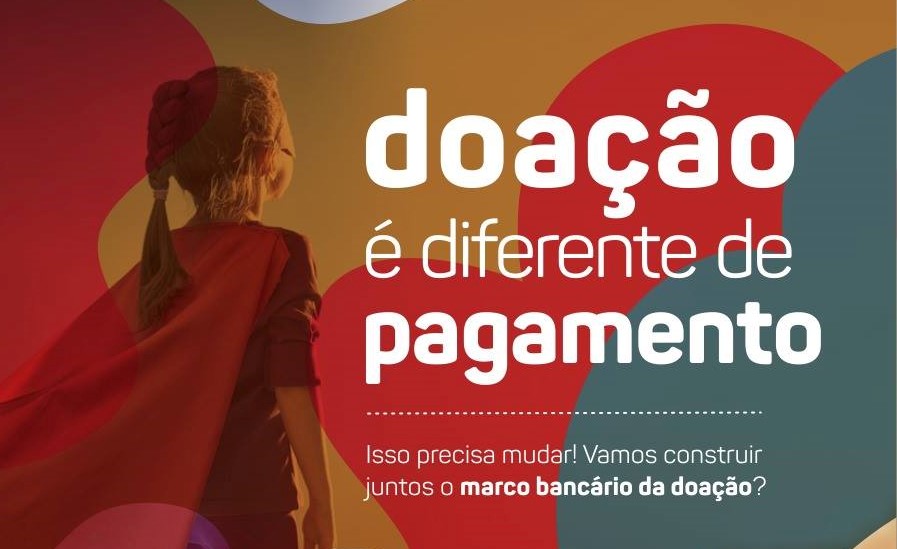 doação
é diferente de
pagamento
Isso precisa mudar! Vamos construir
juntos o marco bancário da doação?